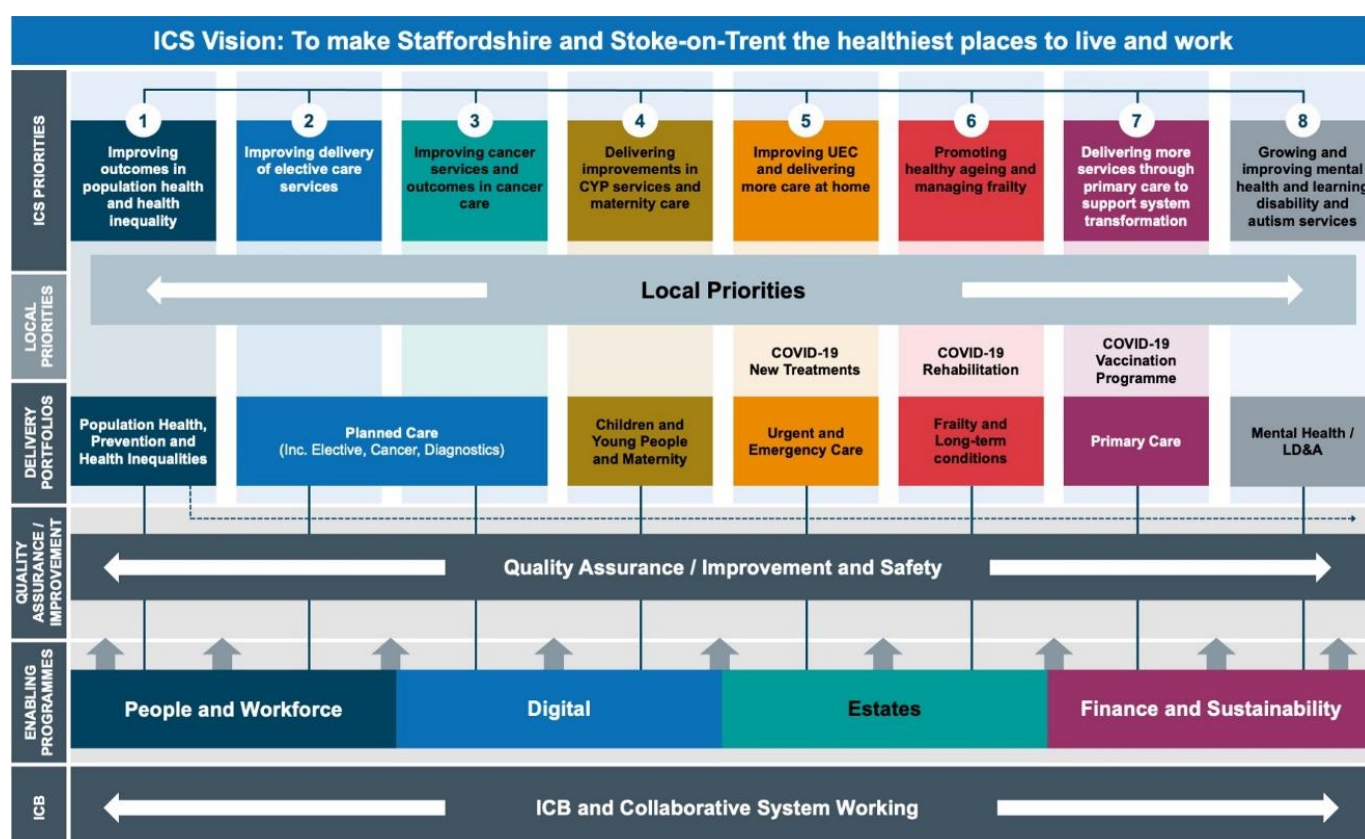 ICS Vision: To make Staffordshire and Stoke-on-Trent the healthiest places to live and work
ICS PRIORITIES
1
Improving
outcomes in
population health
and health
inequality
2
Improving delivery
of elective care
services
3
Improving cancer
services and
outcomes in cancer
care
4
Delivering
improvements in
CYP services and
maternity care
5
Improving UEC
and delivering
more care at home
6
Promoting
healthy ageing and
managing frailty
7
Delivering more
services through
primary care to
support system
transformation
8
Growing and
improving mental
health and learning
disability and
autism services
LOCAL
PRIORITIES
Local Priorities
COVID-19
New Treatments
COVID-19
Rehabilitation
COVID-19
Vaccination
Programme
DELIVERY
PORTFOLIOS
Population Health,
Prevention and
Health Inequalities
Planned Care
(Inc. Elective, Cancer, Diagnostics)
Children and
Young People
and Maternity
Urgent and
Emergency Care
Frailty and
Long-term
conditions
Primary Care
Mental Health /
LD&A
QUALITY
ASSURANCE /
IMPROVEMENT
Quality Assurance / Improvement and Safety
ENABLING
PROGRAMMES
People and Workforce
Digital
Estates
Finance and Sustainability
ICB
ICB and Collaborative System Working